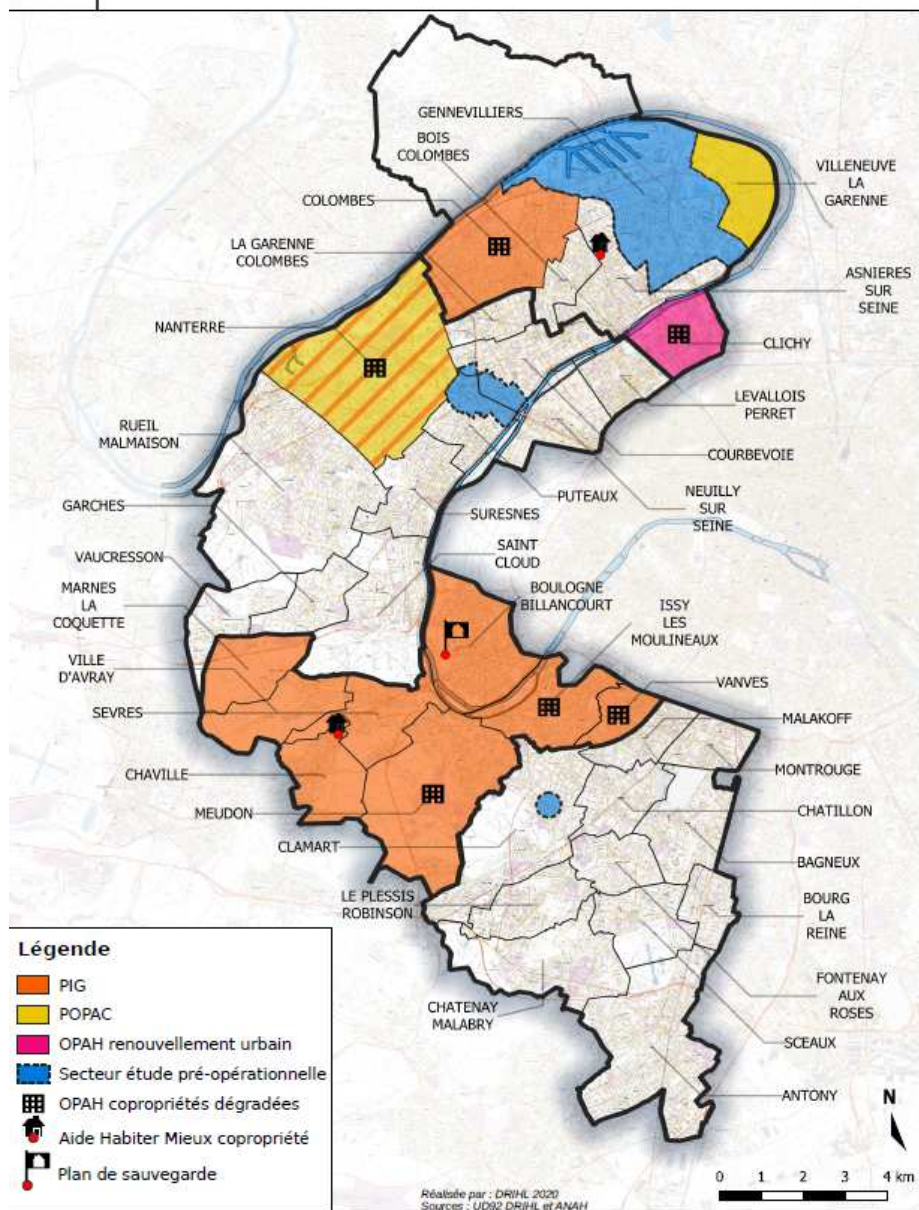 GENNEVILLIERS
BOIS
COLOMBES
COLOMBES
LA GARENNE
COLOMBES
NANTERRE
RUEIL
MALMAISON
GARCHES
VAUCRESSON
MARNES
LA
COQUETTE
VILLE
D'AVRAY
SEVRES
CHAVILLE
MEUDON
CLAMART
LE PLESSIS
ROBINSON
CHATENAY
MALABRY
VILLENEUVE
LA
GARENNE
ASNIERES
SUR
SEINE
CLICHY
LEVALLOIS
PERRET
COURBEVOIE
NEUILLY
SUR
SEINE
PUTEAUX
SURESNES
SAINT
CLOUD
BOULOGNE
BILLANCOURT
ISSY
LES
MOULINEAUX
VANVES
MALAKOFF
MONTROUGE
CHATILLON
BAGNEUX
BOURG
LA
REINE
FONTENAY
AUX
ROSES
SCEAUX
ANTONY
Légende
PIG
POPAC
OPAH renouvellement urbain
Secteur étude pré-opérationnelle
OPAH copropriétés dégradées
Aide Habiter Mieux copropriété
Plan de sauvegarde
N
0 1 2 3 4 km
Réalisée par : DRIHL 2020
Sources : UD92 DRIHL et ANAH